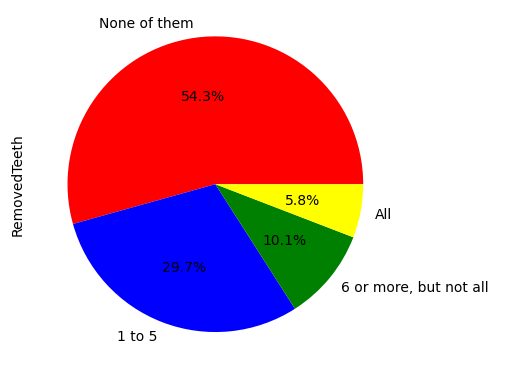 None of them
54.3%
RemovedTeeth
5.8%
All
10.1%
29.7%
6 or more, but not all
1 to 5